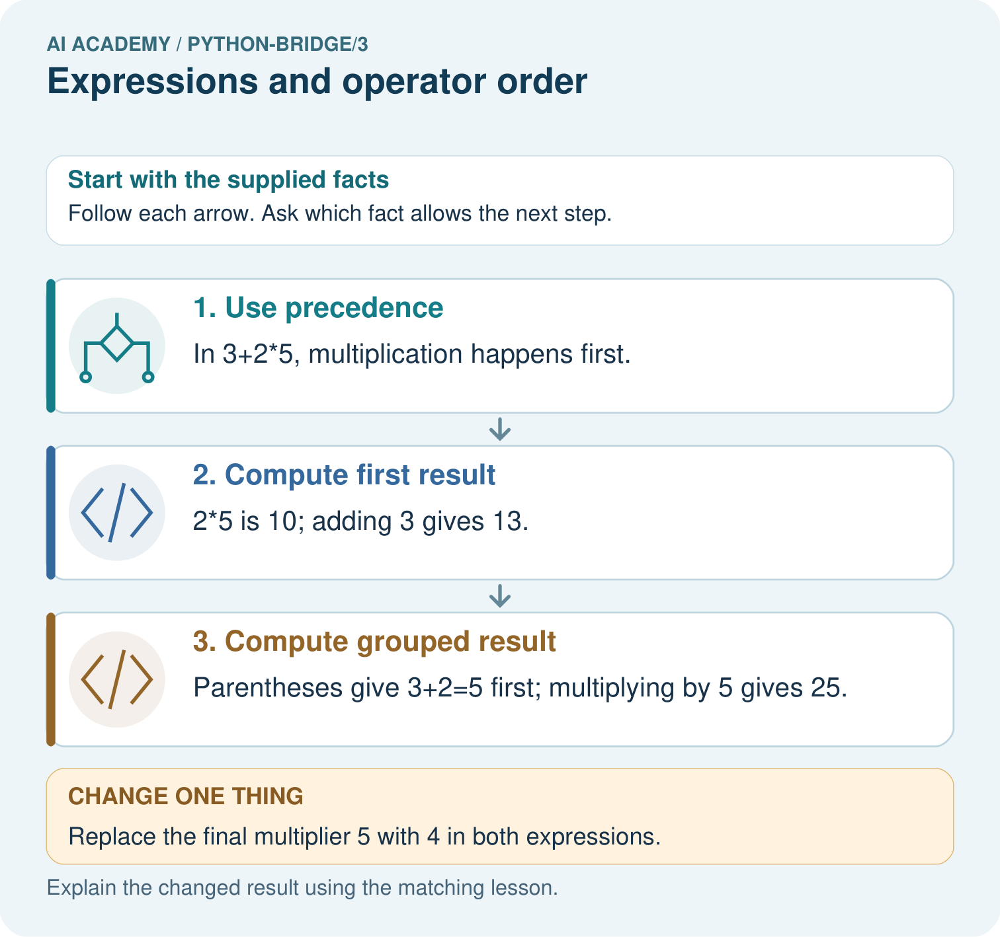 AI ACADEMY / PYTHON-BRIDGE/3
Expressions and operator order
Start with the supplied facts
Follow each arrow. Ask which fact allows the next step.
1. Use precedence
In 3+2*5, multiplication happens first.
2. Compute first result
2*5 is 10; adding 3 gives 13.
3. Compute grouped result
Parentheses give 3+2=5 first; multiplying by 5 gives 25.
CHANGE ONE THING
Replace the final multiplier 5 with 4 in both expressions.
Explain the changed result using the matching lesson.